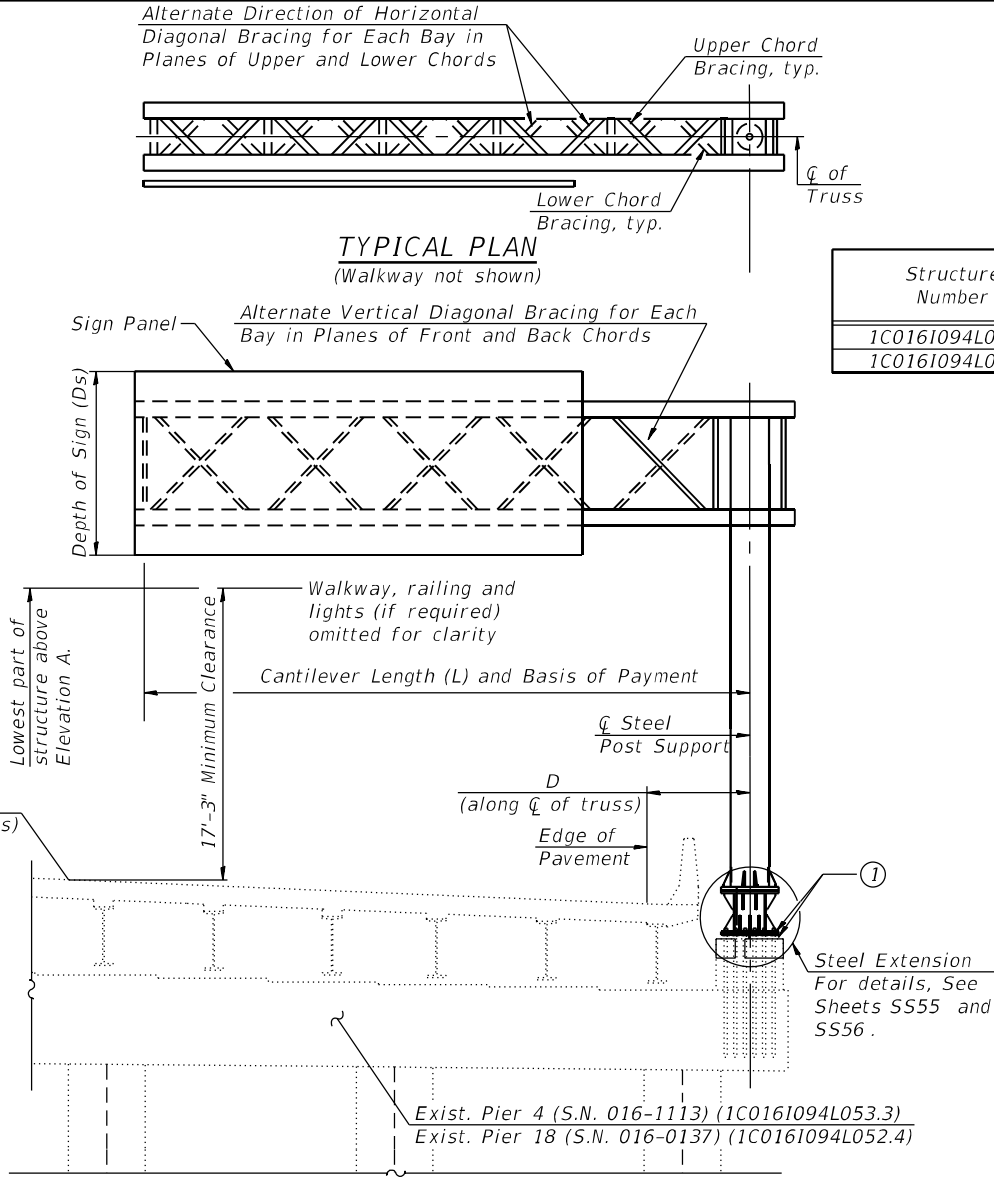 Alternate Direction of Horizontal
Diagonal Bracing for Each Bay in
Planes of Upper and Lower Chords
Upper Chord
Bracing, typ.
℄ of
Truss
Lower Chord
Bracing, typ.
TYPICAL PLAN
(Walkway not shown)
Structure
Number
1C016I094L0
1C016I094L0
Sign Panel
Alternate Vertical Diagonal Bracing for Each
Bay in Planes of Front and Back Chords
Depth of Sign (Ds)
Walkway, railing and
lights (if required)
omitted for clarity
Lowest part of
structure above
Elevation A.
17'-3" Minimum Clearance
Cantilever Length (L) and Basis of Payment
℄ Steel
Post Support
D
(along ℄ of truss)
Edge of
Pavement
s)
1
Steel Extension
For details, See
Sheets SS55 and
SS56 .
Exist. Pier 4 (S.N. 016-1113) (1C016I094L053.3)
Exist. Pier 18 (S.N. 016-0137) (1C016I094L052.4)